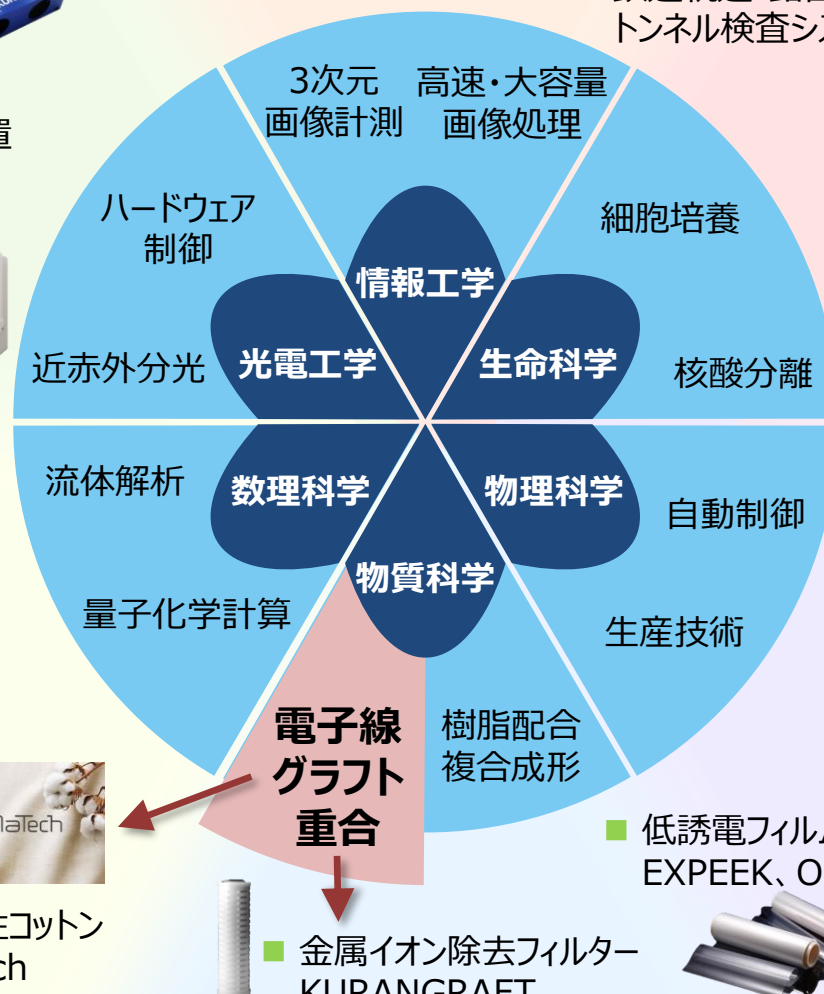 トンネル検査シス
3次元
画像計測
高速・大容量
画像処理
ハードウェア
制御
細胞培養
情報工学
光電工学
生命科学
近赤外分光
核酸分離
流体解析
数理科学
物理科学
自動制御
物質科学
量子化学計算
生産技術
電子線
グラフト
重合
樹脂配合
複合成形
aTech
コットン
ch
■ 低誘電フィルム
EXPEEK、O
■ 金属イオン除去フィルター
KURANGRAFT